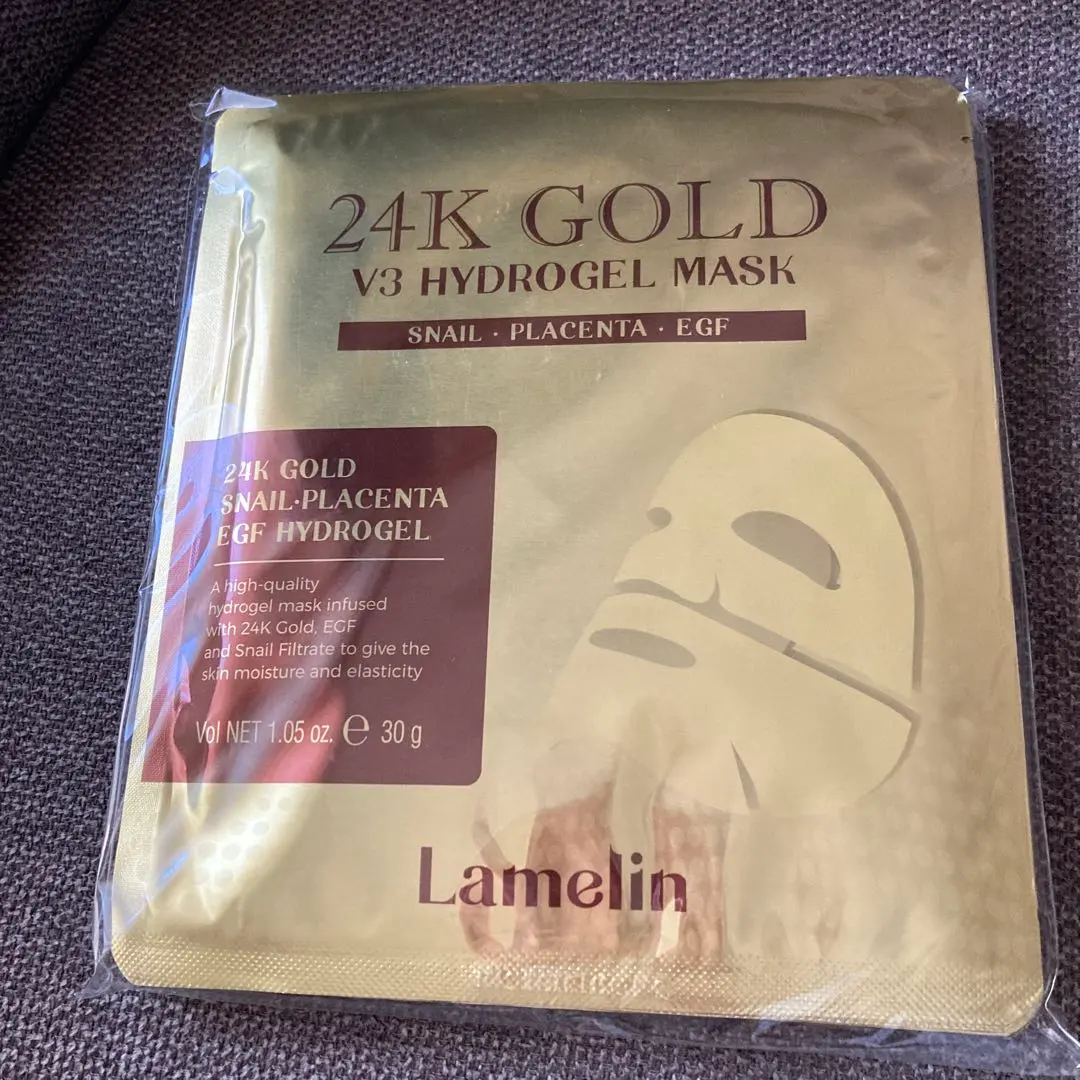 24K GOLD
V3 HYDROGEL MASK
SNAIL · PLACENTA · EGF
24K GOLD
SNAIL·PLACENTA
EGF HYDROGEL
A high-quality
hydrogel mask infused
with 24K Gold, EGF
and Snail Filtrate to give the
skin moisture and elasticity
Vol NET 1.05 oz. ℮ 30 g
Lamelin